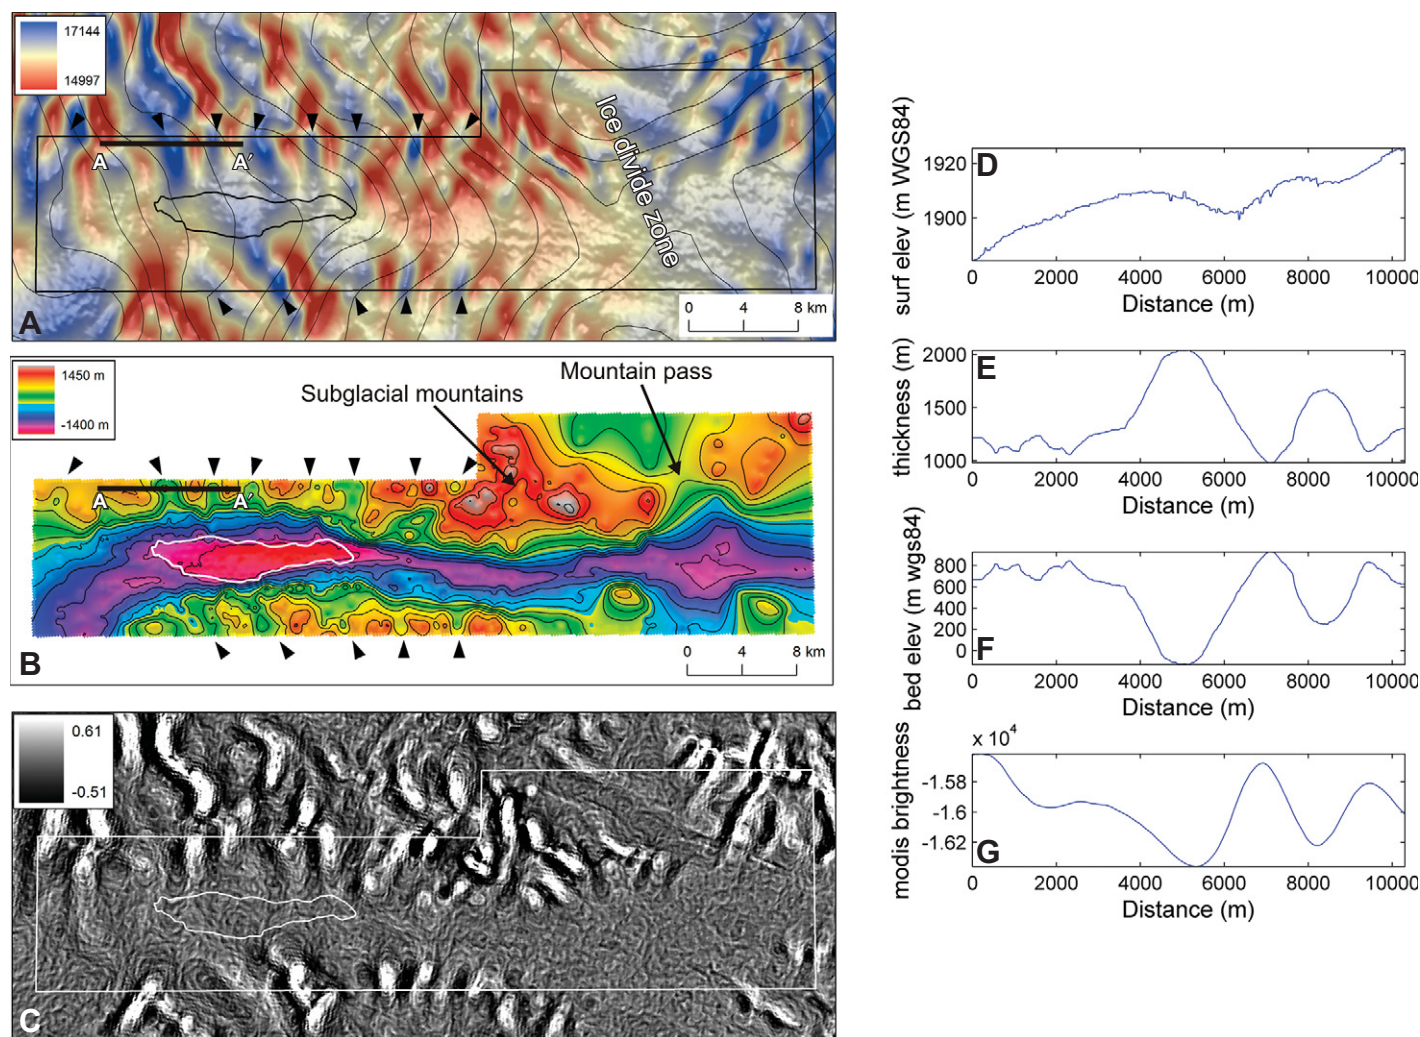 17144
14997
A
A′
Ice divide zone
0 4 8 km
A
1450 m
-1400 m
Subglacial mountains
Mountain pass
A
A′
0 4 8 km
B
0.61
-0.51
C
surf elev (m WGS84)
1920
1900
D
0 2000 4000 6000 8000 10000
Distance (m)
thickness (m)
2000
1500
1000
E
0 2000 4000 6000 8000 10000
Distance (m)
bed elev (m wgs84)
800
600
400
200
0
F
0 2000 4000 6000 8000 10000
Distance (m)
modis brightness
x 10⁴
-1.58
-1.6
-1.62
G
0 2000 4000 6000 8000 10000
Distance (m)